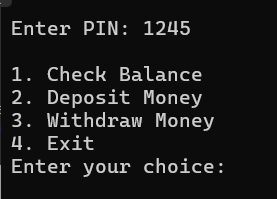 Enter PIN: 1245
1. Check Balance
2. Deposit Money
3. Withdraw Money
4. Exit
Enter your choice: